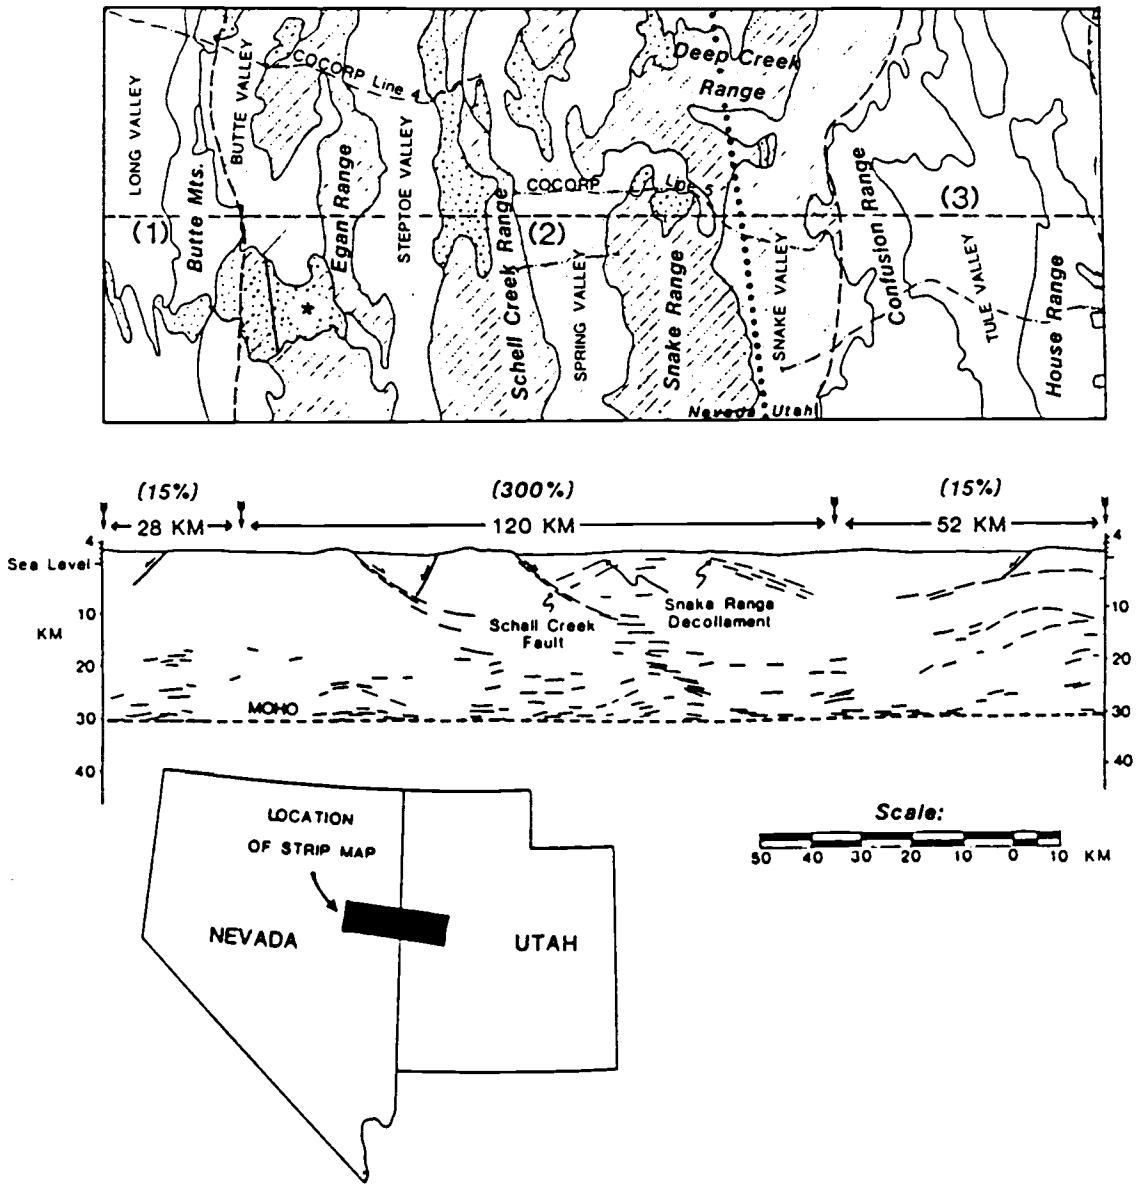 LONG VALLEY
Butte Mts.
BUTTE VALLEY
COCORP Line 4
Egan Range
STEPTOE VALLEY
Schell Creek Range
COCORP Line 5
SPRING VALLEY
Snake Range
Deep Creek
Range
SNAKE VALLEY
Confusion Range
TULE VALLEY
House Range
(1)
*
(2)
(3)
Nevada Utah
(15%)
(300%)
(15%)
28 KM
120 KM
52 KM
4
4
Sea Level
10
10
KM
20
20
30
30
40
40
Schell Creek
Fault
Snake Range
Decollement
MOHO
LOCATION
OF STRIP MAP
NEVADA
UTAH
Scale:
50 40 30 20 10 0 10 KM